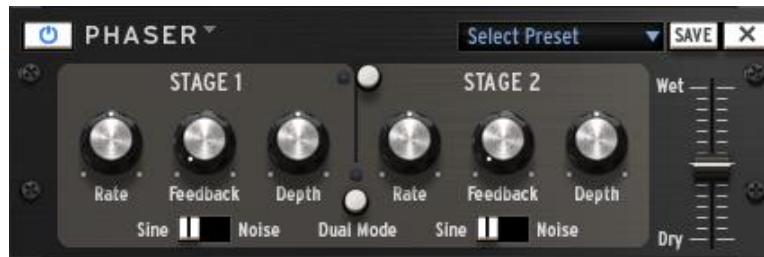 PHASER Select Preset SAVE X
STAGE 1 STAGE 2 Wet
Rate Feedback Depth Rate Feedback Depth
Sine Noise Dual Mode Sine Noise Dry